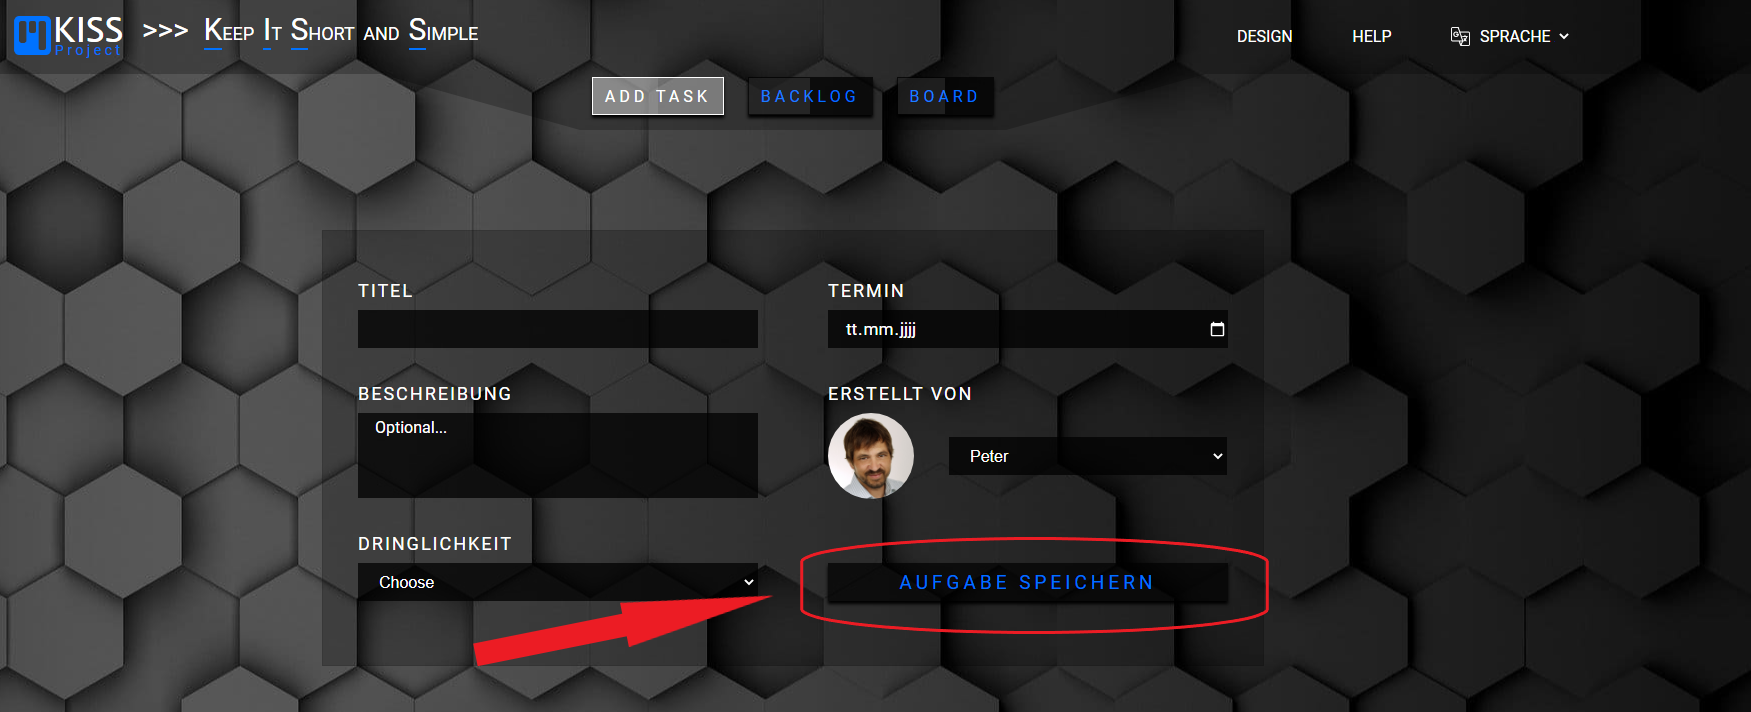 KISS
Project
>>> KEEP IT SHORT AND SIMPLE
DESIGN
HELP
SPRACHE
ADD TASK
BACKLOG
BOARD
TITEL
TERMIN
tt.mm.jjjj
BESCHREIBUNG
Optional...
ERSTELLT VON
Peter
DRINGLICHKEIT
Choose
AUFGABE SPEICHERN